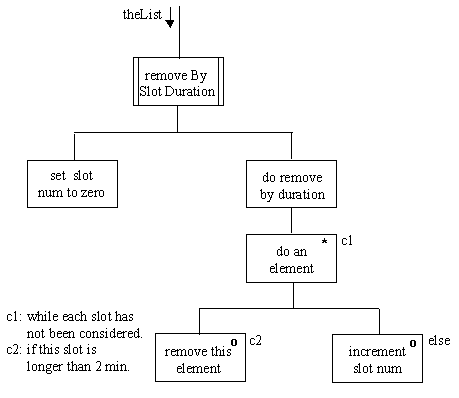 theList
remove By
Slot Duration
set slot
num to zero
do remove
by duration
* c1
do an
element
c1: while each slot has
not been considered.
c2: if this slot is
longer than 2 min.
o c2
remove this
element
o else
increment
slot num